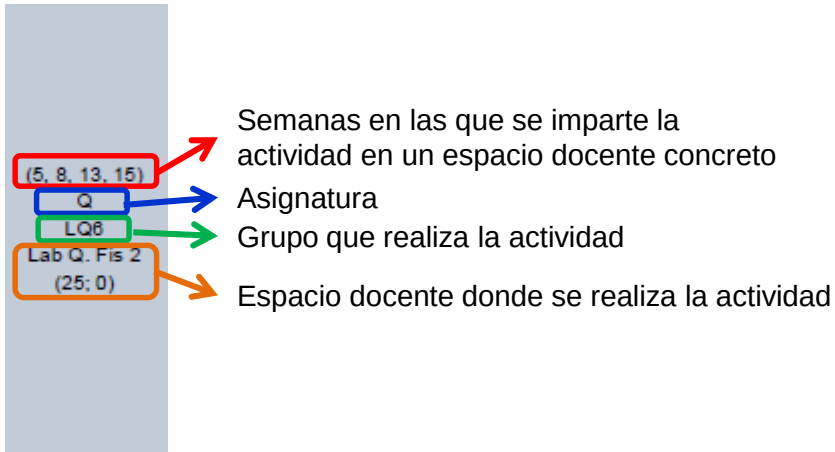 (5, 8, 13, 15)
Q
LQ6
Lab Q. Fis 2
(25; 0)
Semanas en las que se imparte la
actividad en un espacio docente concreto
Asignatura
Grupo que realiza la actividad
Espacio docente donde se realiza la actividad